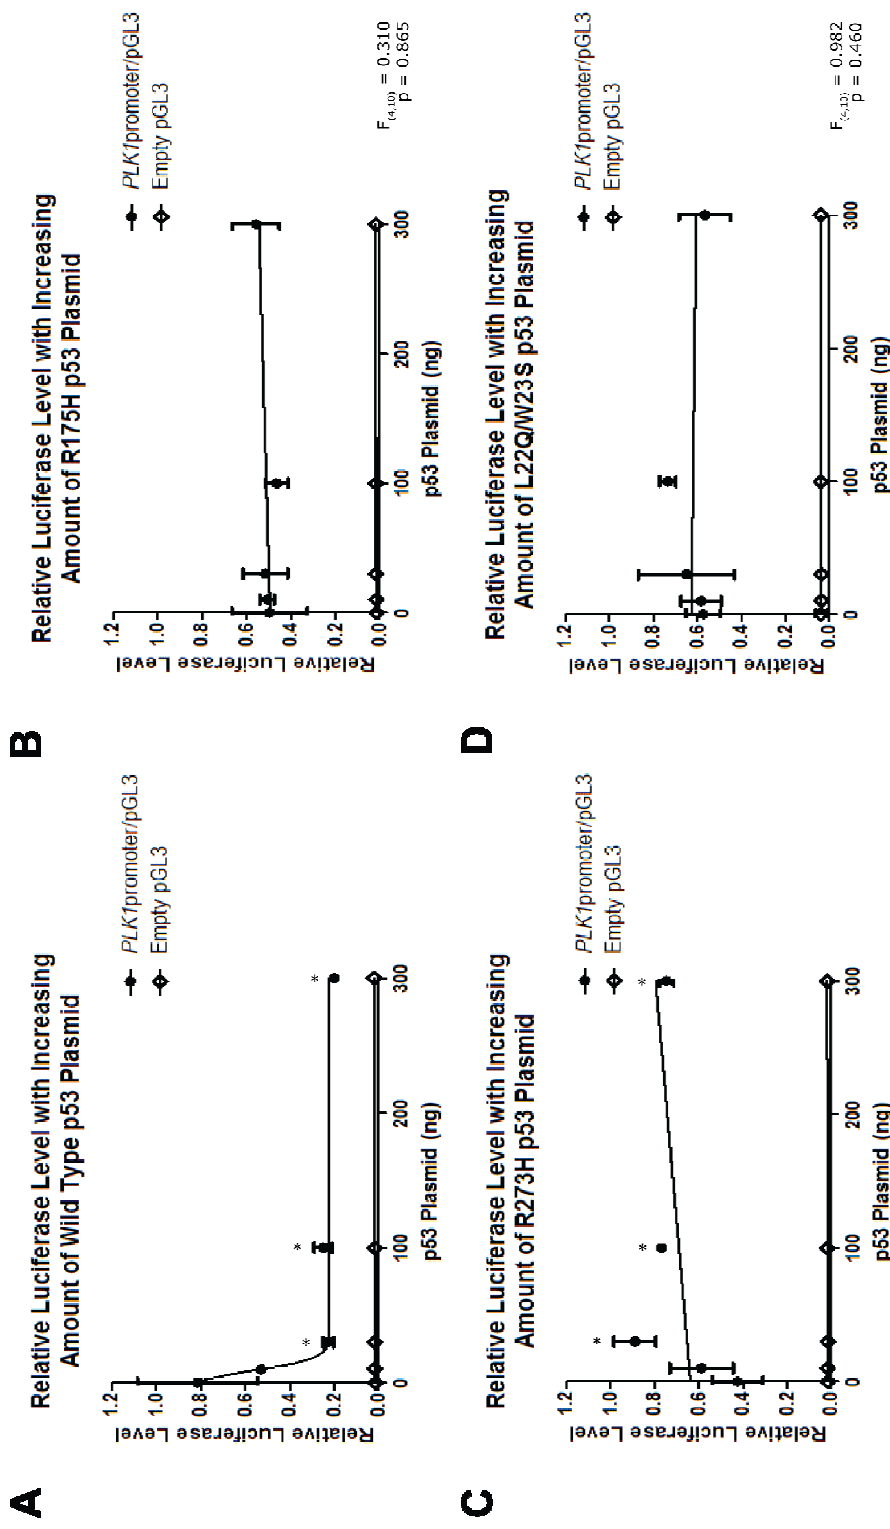 A
Relative Luciferase Level with Increasing
Amount of Wild Type p53 Plasmid
PLK1promoter/pGL3
Empty pGL3
Relative Luciferase Level
1.2
1.0
0.8
0.6
0.4
0.2
0.0
*
*
*
0 100 200 300
p53 Plasmid (ng)
B
Relative Luciferase Level with Increasing
Amount of R175H p53 Plasmid
PLK1promoter/pGL3
Empty pGL3
Relative Luciferase Level
1.2
1.0
0.8
0.6
0.4
0.2
0.0
0 100 200 300
p53 Plasmid (ng)
F(4,10) = 0.310
p = 0.865
C
Relative Luciferase Level with Increasing
Amount of R273H p53 Plasmid
PLK1promoter/pGL3
Empty pGL3
Relative Luciferase Level
1.2
1.0
0.8
0.6
0.4
0.2
0.0
*
*
*
0 100 200 300
p53 Plasmid (ng)
D
Relative Luciferase Level with Increasing
Amount of L22Q/W23S p53 Plasmid
PLK1promoter/pGL3
Empty pGL3
Relative Luciferase Level
1.2
1.0
0.8
0.6
0.4
0.2
0.0
0 100 200 300
p53 Plasmid (ng)
F(4,10) = 0.982
p = 0.460